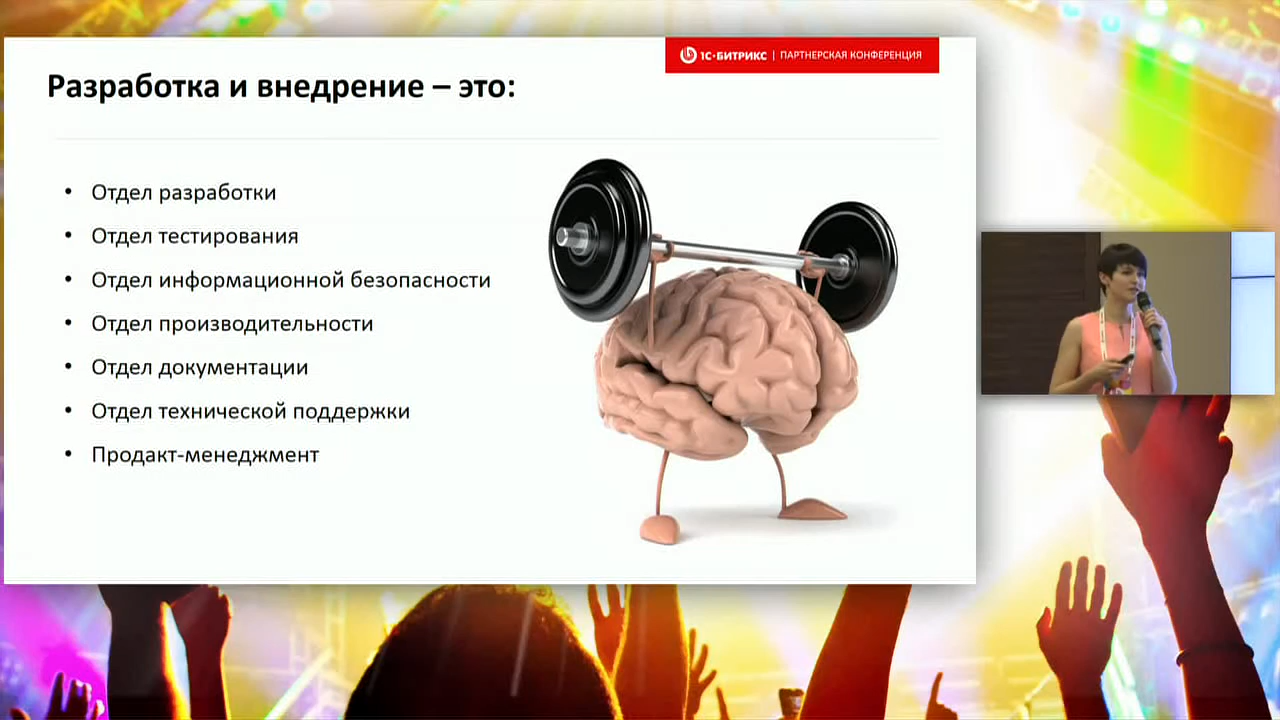 1С-БИТРИКС | ПАРТНЕРСКАЯ КОНФЕРЕНЦИЯ
Разработка и внедрение – это:
• Отдел разработки
• Отдел тестирования
• Отдел информационной безопасности
• Отдел производительности
• Отдел документации
• Отдел технической поддержки
• Продакт-менеджмент